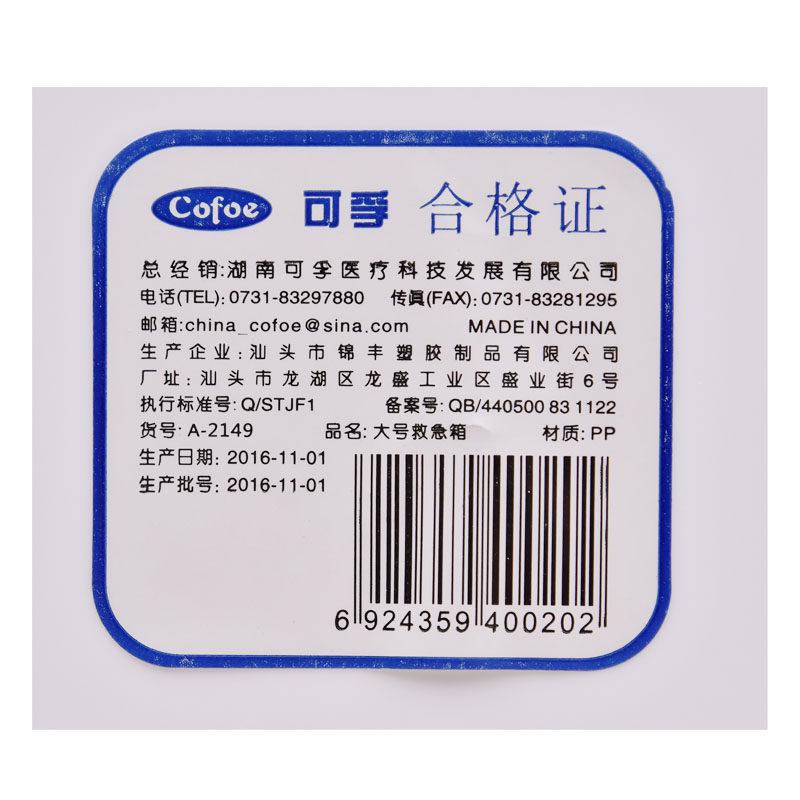 Cofoe 可孚 合格证
总经销:湖南可孚医疗科技发展有限公司
电话(TEL): 0731-83297880 传眞(FAX): 0731-83281295
邮箱:china_cofoe@sina.com MADE IN CHINA
生产企业:汕头市锦丰塑胶制品有限公司
厂址:汕头市龙湖区龙盛工业区盛业街6号
执行标准号: Q/STJF1 备案号: QB/440500 83 1122
货号: A-2149 品名: 大号救急箱 材质: PP
生产日期: 2016-11-01
生产批号: 2016-11-01
6 924359 400202